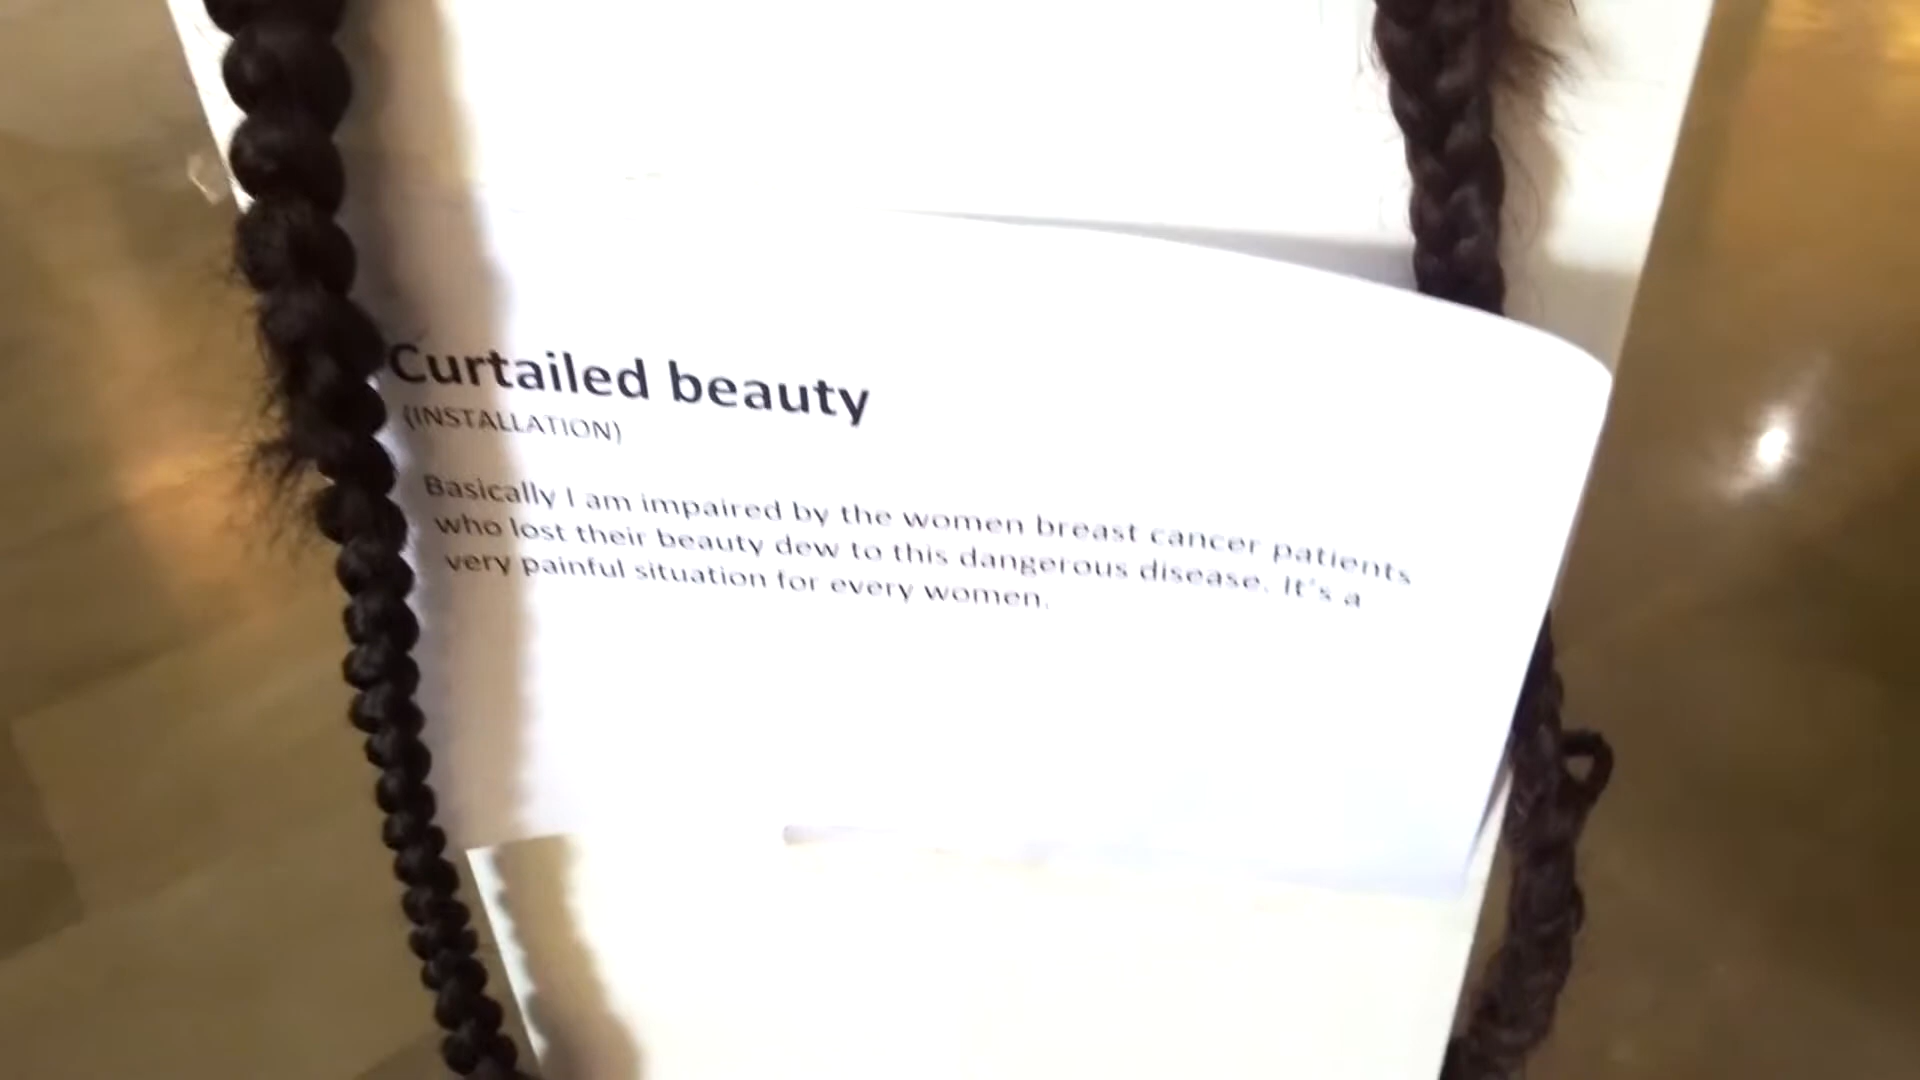 Curtailed beauty
(INSTALLATION)
Basically I am impaired by the women breast cancer patients
who lost their beauty dew to this dangerous disease. It's a
very painful situation for every women.